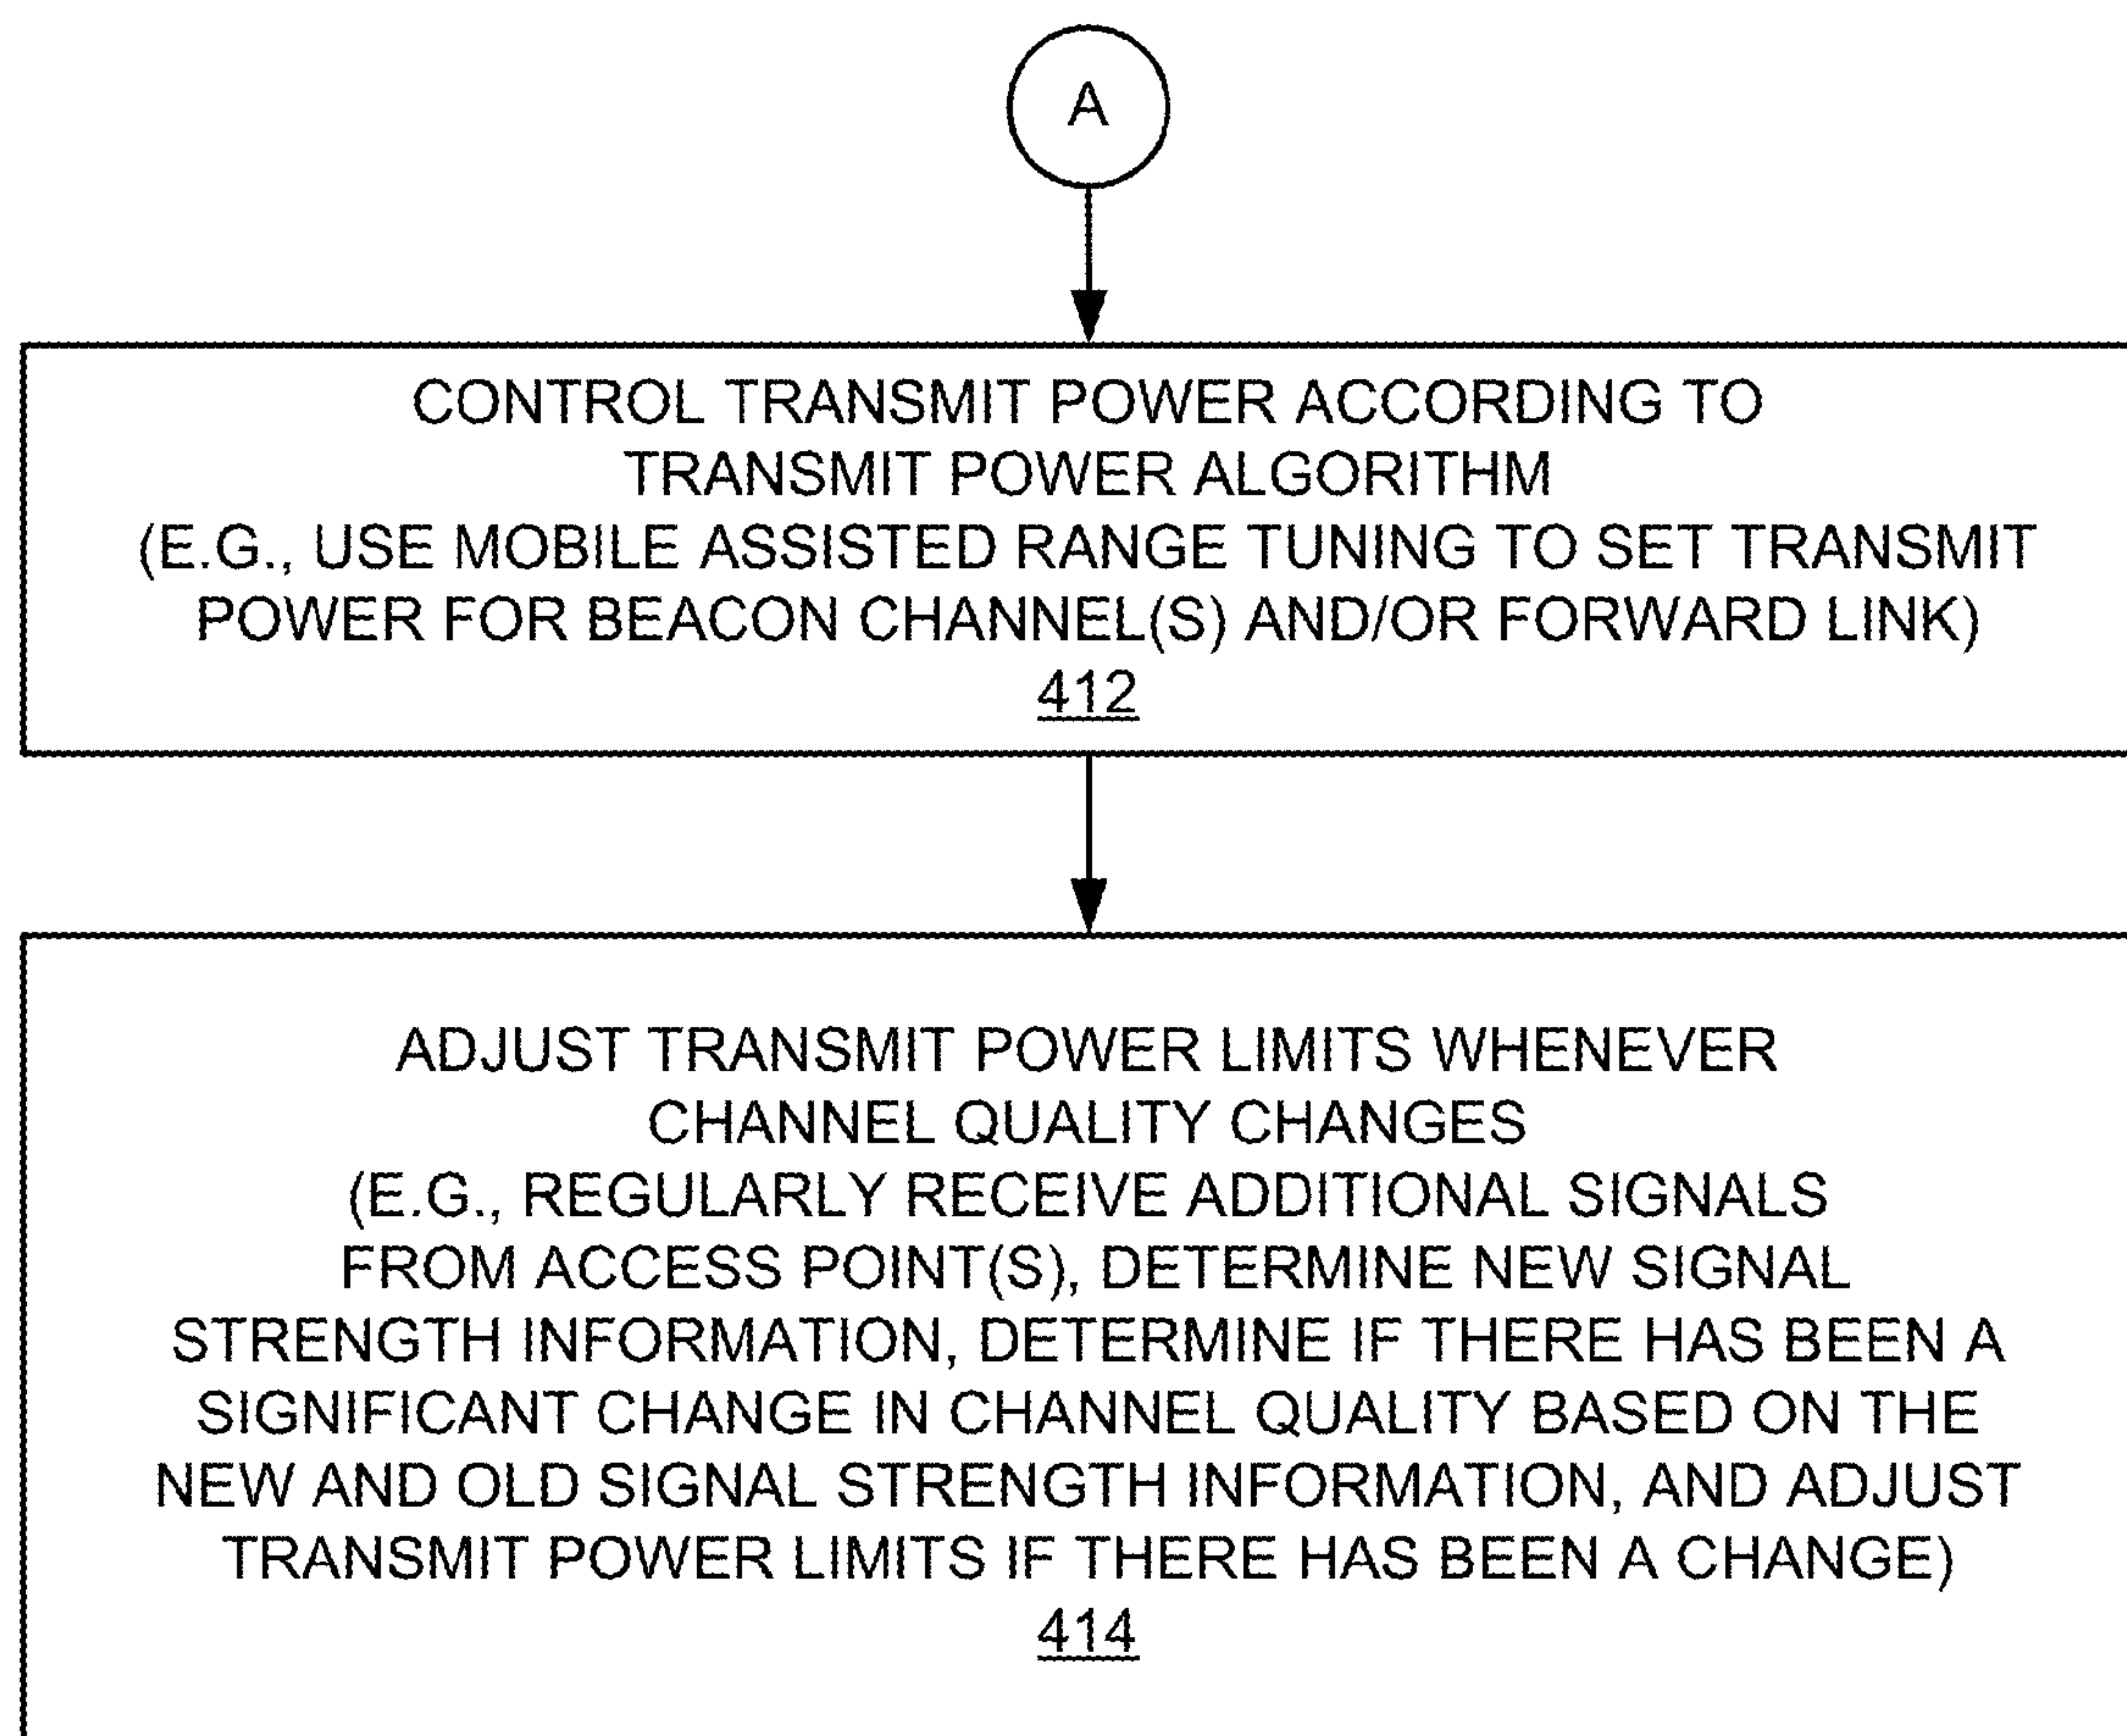 A
CONTROL TRANSMIT POWER ACCORDING TO
TRANSMIT POWER ALGORITHM
(E.G., USE MOBILE ASSISTED RANGE TUNING TO SET TRANSMIT
POWER FOR BEACON CHANNEL(S) AND/OR FORWARD LINK)
412
ADJUST TRANSMIT POWER LIMITS WHENEVER
CHANNEL QUALITY CHANGES
(E.G., REGULARLY RECEIVE ADDITIONAL SIGNALS
FROM ACCESS POINT(S), DETERMINE NEW SIGNAL
STRENGTH INFORMATION, DETERMINE IF THERE HAS BEEN A
SIGNIFICANT CHANGE IN CHANNEL QUALITY BASED ON THE
NEW AND OLD SIGNAL STRENGTH INFORMATION, AND ADJUST
TRANSMIT POWER LIMITS IF THERE HAS BEEN A CHANGE)
414